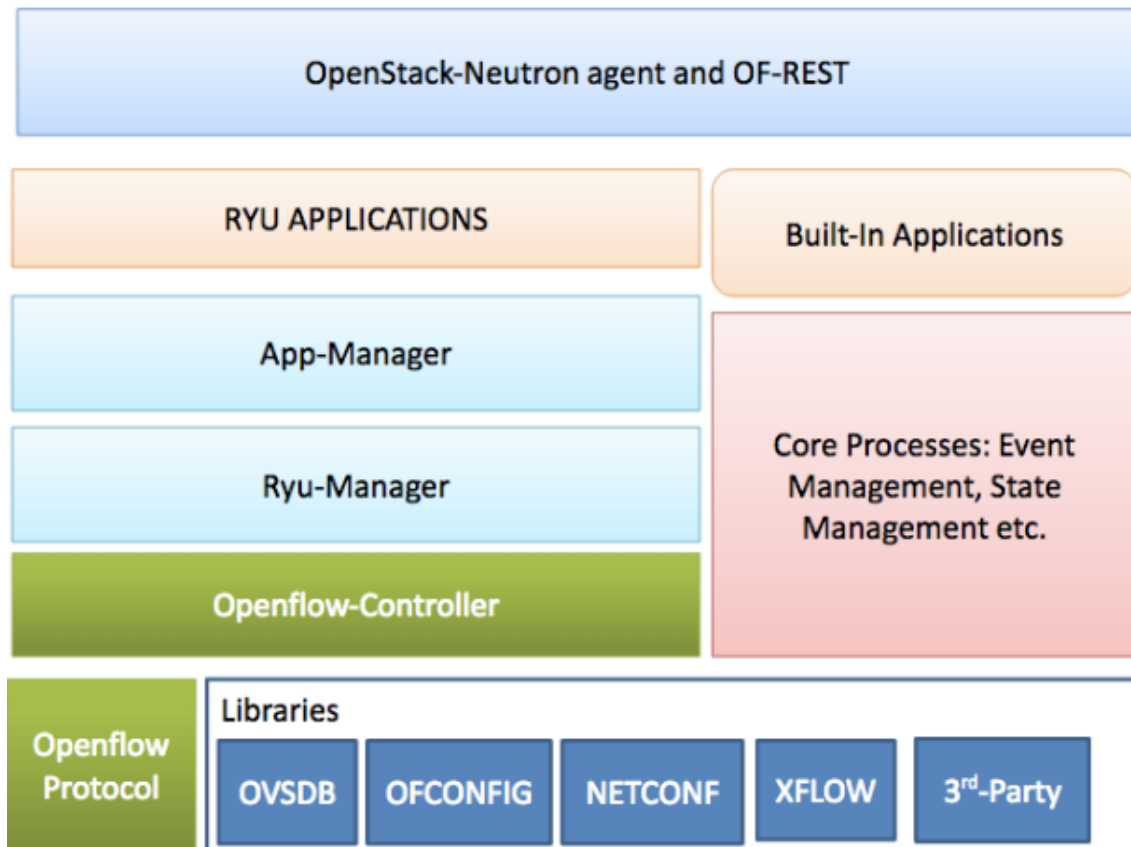 OpenStack-Neutron agent and OF-REST
RYU APPLICATIONS
Built-In Applications
App-Manager
Ryu-Manager
Core Processes: Event
Management, State
Management etc.
Openflow-Controller
Openflow
Protocol
Libraries
OVSDB
OFCONFIG
NETCONF
XFLOW
3rd-Party